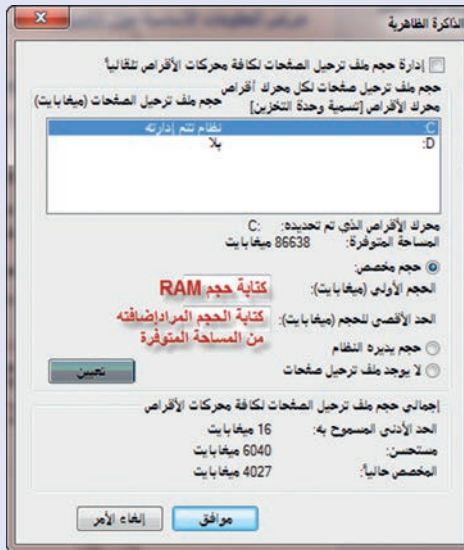 الذاكرة الظاهرية
إدارة حجم ملف ترحيل الصفحات لكافة محركات الأقراص تلقائياً
حجم ملف ترحيل صفحات لكل محرك أقراص
محرك الأقراص [تسمية وحدة التخزين] حجم ملف ترحيل الصفحات (ميغابايت)
C: نظام تتم إدارته
D: بلا
محرك الأقراص الذي تم تحديده: C:
المساحة المتوفرة: 86638 ميغابايت
حجم مخصص:
الحجم الأولي (ميغابايت): كتابة حجم RAM
الحد الأقصى للحجم (ميغابايت): كتابة الحجم المراد إضافته
من المساحة المتوفرة
حجم يديره النظام
لا يوجد ملف ترحيل صفحات تعيين
إجمالي حجم ملف ترحيل الصفحات لكافة محركات الأقراص
الحد الأدنى المسموح به: 16 ميغابايت
مستحسن: 6040 ميغابايت
المخصص حالياً: 4027 ميغابايت
موافق إلغاء الأمر